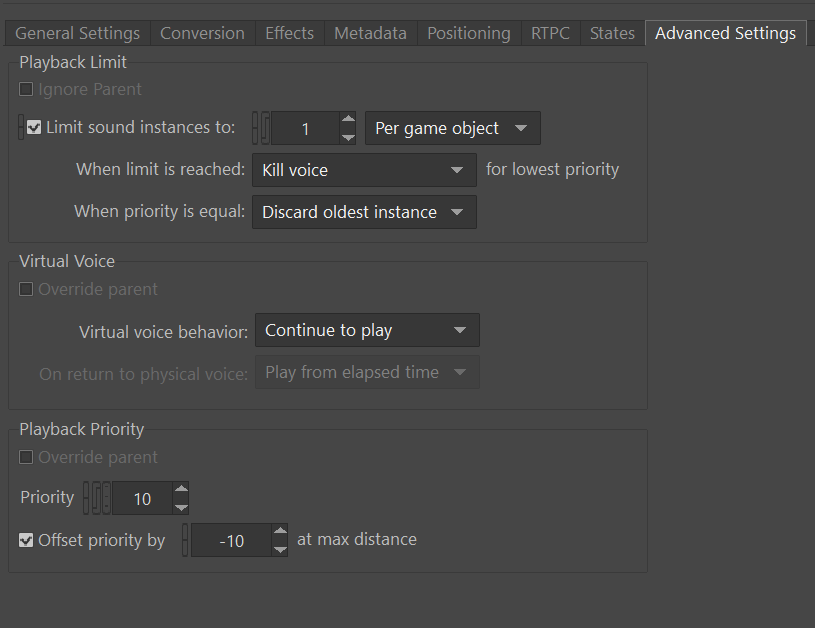 General Settings Conversion Effects Metadata Positioning RTPC States Advanced Settings
Playback Limit
Ignore Parent
Limit sound instances to: 1 Per game object
When limit is reached: Kill voice for lowest priority
When priority is equal: Discard oldest instance
Virtual Voice
Override parent
Virtual voice behavior: Continue to play
On return to physical voice: Play from elapsed time
Playback Priority
Override parent
Priority 10
Offset priority by -10 at max distance